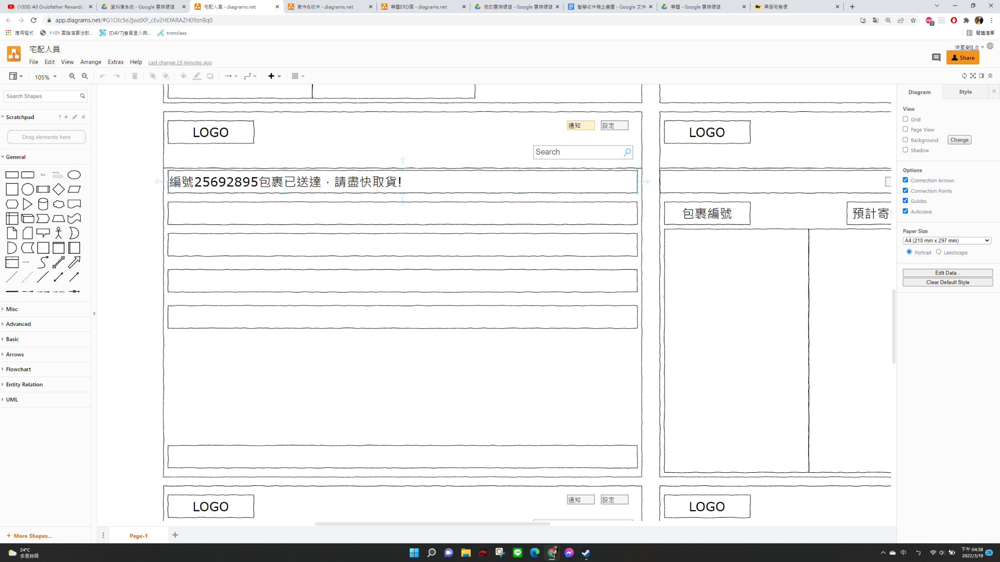 (1008) All Grubfather Rewards
資料庫系統 - Google 雲端硬碟
宅配人員 - diagrams.net
寄件&收件 - diagrams.net
專題ERD圖 - diagrams.net
我的雲端硬碟 - Google 雲端硬碟
智慧收件箱企畫書 - Google 文件
專題 - Google 雲端硬碟
黑貓宅急便
app.diagrams.net/#G1OJc5e2JwzIXP_cEv2HEfARAZH09znBq0
應用程式
1101 圖論演算法教...
[DAY7]會員登入與...
tronclass
閱讀清單
宅配人員
洪至安[]_[]
File Edit View Arrange Extras Help Last change 25 minutes ago
Share
105%
Search Shapes
Scratchpad
Drag elements here
General
Text
Heading
Misc
Advanced
Basic
Arrows
Flowchart
Entity Relation
UML
+ More Shapes...
LOGO
通知
設定
Search
編號25692895包裹已送達，請盡快取貨!
LOGO
包裹編號
預計寄
LOGO
通知
設定
LOGO
Page-1
Diagram
Style
View
Grid
Page View
Background
Change
Shadow
Options
Connection Arrows
Connection Points
Guides
Autosave
Paper Size
A4 (210 mm x 297 mm)
Portrait
Landscape
Edit Data...
Clear Default Style
24°C
多雲時晴
中
ㄅ
下午 04:38
2022/3/19
28